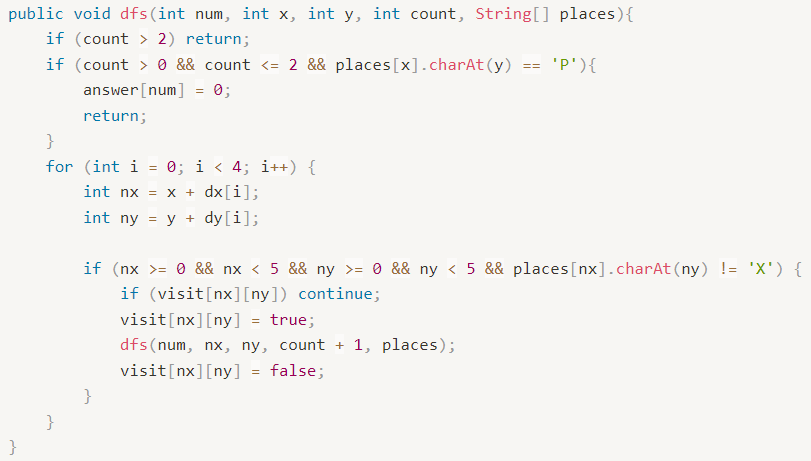 public void dfs(int num, int x, int y, int count, String[] places){
    if (count > 2) return;
    if (count > 0 && count <= 2 && places[x].charAt(y) == 'P'){
        answer[num] = 0;
        return;
    }
    for (int i = 0; i < 4; i++) {
        int nx = x + dx[i];
        int ny = y + dy[i];

        if (nx >= 0 && nx < 5 && ny >= 0 && ny < 5 && places[nx].charAt(ny) != 'X') {
            if (visit[nx][ny]) continue;
            visit[nx][ny] = true;
            dfs(num, nx, ny, count + 1, places);
            visit[nx][ny] = false;
        }
    }
}